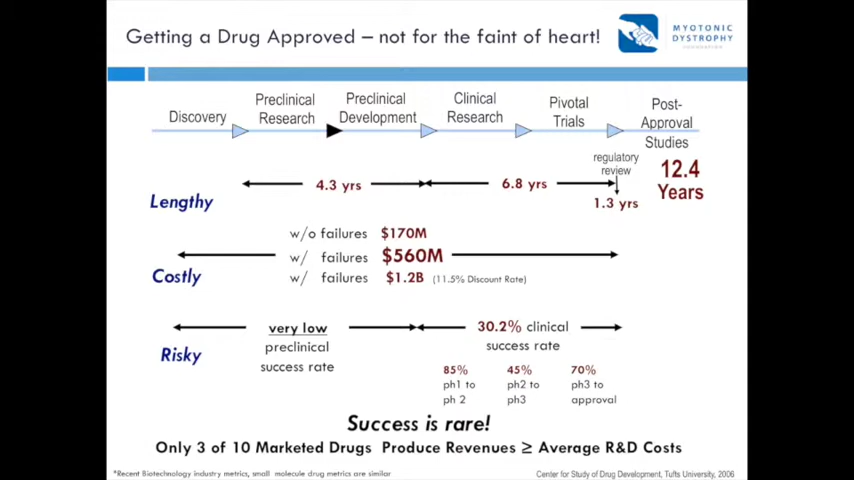 Getting a Drug Approved – not for the faint of heart!
MYOTONIC
DYSTROPHY
Discovery
Preclinical
Research
Preclinical
Development
Clinical
Research
Pivotal
Trials
Post-
Approval
Studies
regulatory
review
12.4
Years
Lengthy
4.3 yrs
6.8 yrs
1.3 yrs
w/o failures $170M
w/ failures $560M
w/ failures $1.2B (11.5% Discount Rate)
Costly
very low
preclinical
success rate
30.2% clinical
success rate
Risky
85%
ph1 to
ph 2
45%
ph2 to
ph3
70%
ph3 to
approval
Success is rare!
Only 3 of 10 Marketed Drugs Produce Revenues ≥ Average R&D Costs
*Recent Biotechnology industry metrics, small molecule drug metrics are similar
Center for Study of Drug Development, Tufts University, 2006